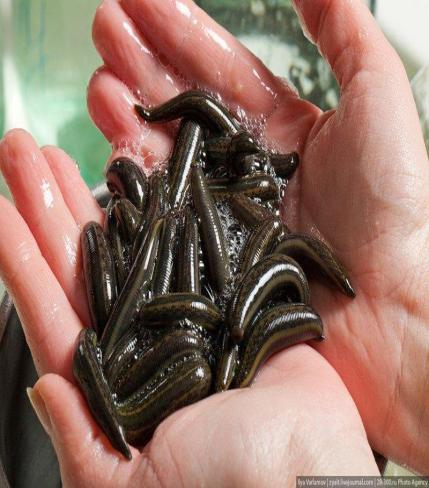 Ilya Varlamov | zyalt.livejournal.com | 28-300.ru Photo Agency